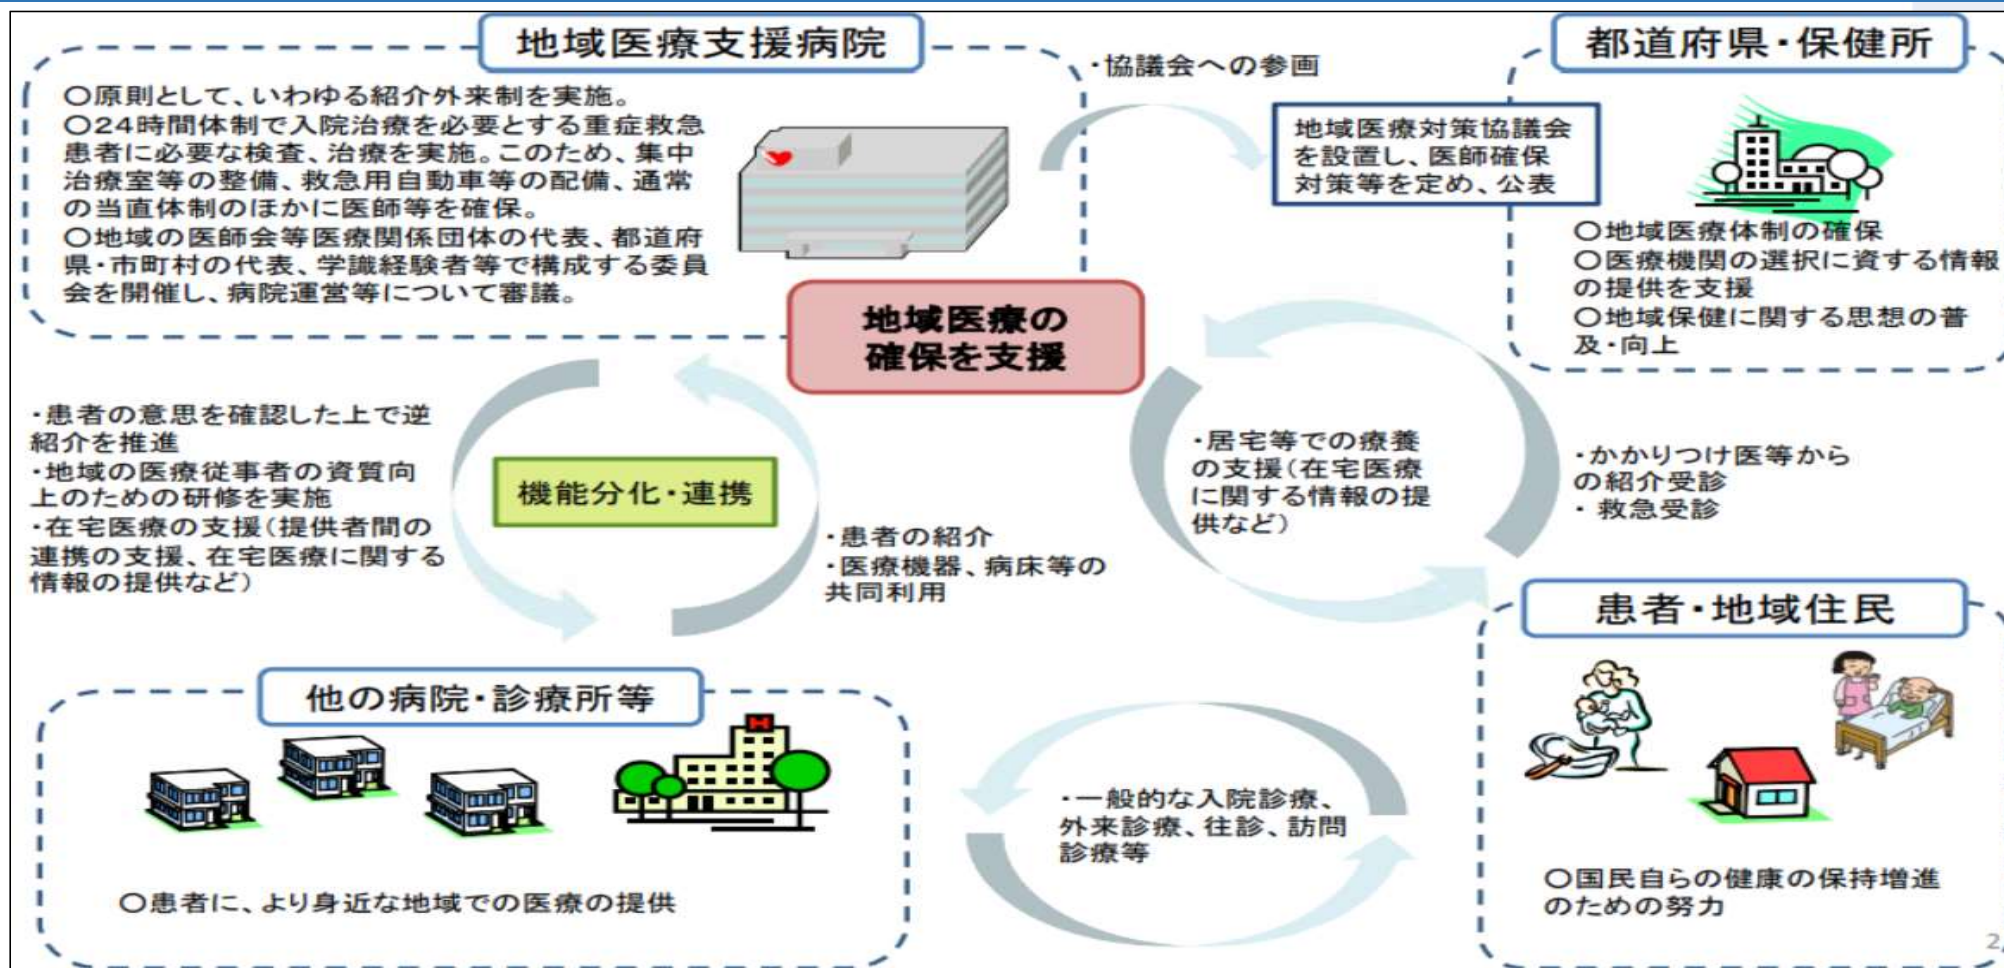 地域医療支援病院
〇原則として、いわゆる紹介外来制を実施。
〇24時間体制で入院治療を必要とする重症救急
患者に必要な検査、治療を実施。このため、集中
治療室等の整備、救急用自動車等の配備、通常
の当直体制のほかに医師等を確保。
〇地域の医師会等医療関係団体の代表、都道府
県・市町村の代表、学識経験者等で構成する委員
会を開催し、病院運営等について審議。
・協議会への参画
都道府県・保健所
地域医療対策協議会
を設置し、医師確保
対策等を定め、公表
〇地域医療体制の確保
〇医療機関の選択に資する情報
の提供を支援
〇地域保健に関する思想の普
及・向上
地域医療の
確保を支援
・患者の意思を確認した上で逆
紹介を推進
・地域の医療従事者の資質向
上のための研修を実施
・在宅医療の支援(提供者間の
連携の支援、在宅医療に関する
情報の提供など)
機能分化・連携
・患者の紹介
・医療機器、病床等の
共同利用
・居宅等での療養
の支援(在宅医療
に関する情報の提
供など)
・かかりつけ医等から
の紹介受診
・救急受診
他の病院・診療所等
H
〇患者に、より身近な地域での医療の提供
・一般的な入院診療、
外来診療、往診、訪問
診療等
患者・地域住民
〇国民自らの健康の保持増進
のための努力